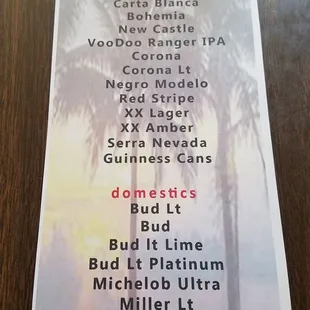 Carta Blanca
Bohemia
New Castle
VooDoo Ranger IPA
Corona
Corona Lt
Negro Modelo
Red Stripe
XX Lager
XX Amber
Serra Nevada
Guinness Cans
domestics
Bud Lt
Bud
Bud lt Lime
Bud Lt Platinum
Michelob Ultra
Miller Lt